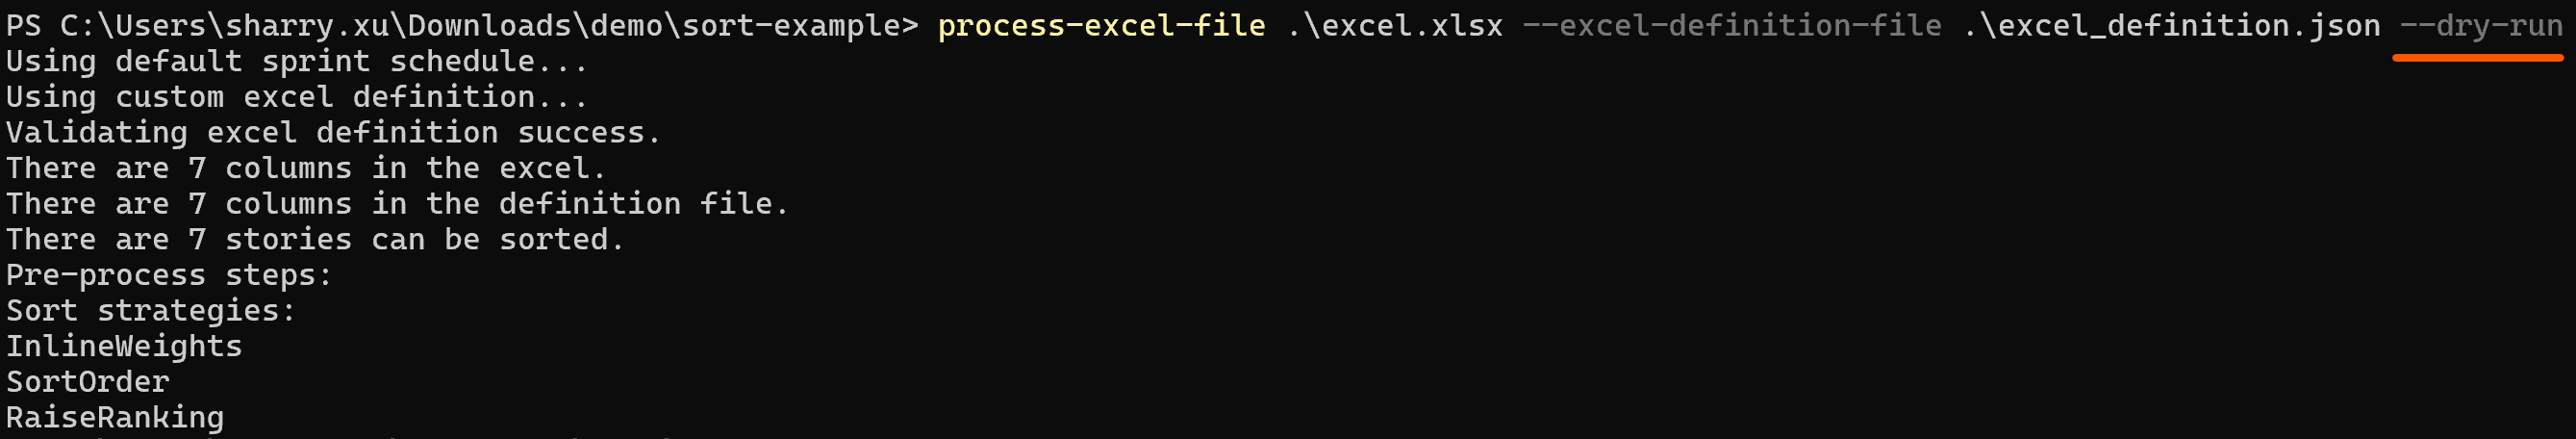 PS C:\Users\sharry.xu\Downloads\demo\sort-example> process-excel-file .\excel.xlsx --excel-definition-file .\excel_definition.json --dry-run
Using default sprint schedule...
Using custom excel definition...
Validating excel definition success.
There are 7 columns in the excel.
There are 7 columns in the definition file.
There are 7 stories can be sorted.
Pre-process steps:
Sort strategies:
InlineWeights
SortOrder
RaiseRanking